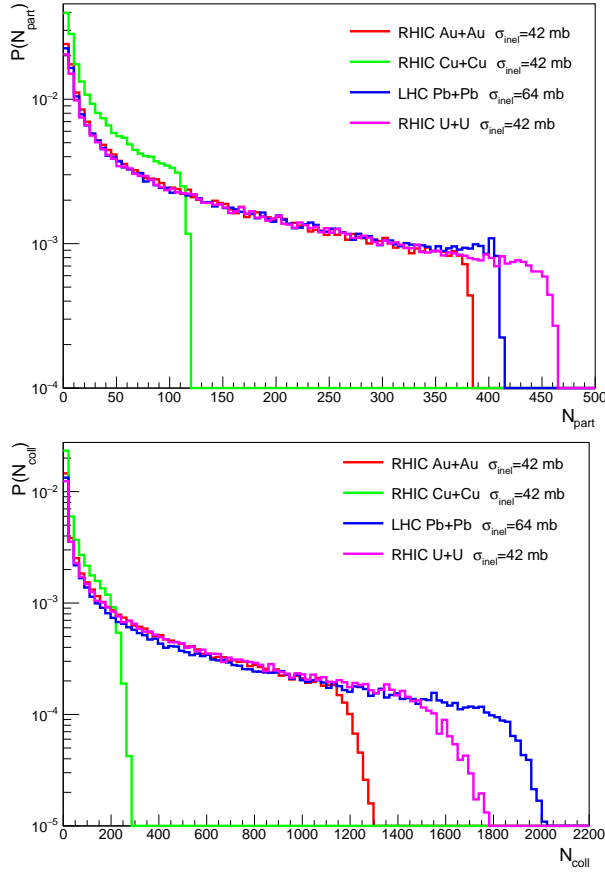 P(N_part)
10^-2
10^-3
10^-4
RHIC Au+Au σ_inel=42 mb
RHIC Cu+Cu σ_inel=42 mb
LHC Pb+Pb σ_inel=64 mb
RHIC U+U σ_inel=42 mb
0 50 100 150 200 250 300 350 400 450 500
N_part
P(N_coll)
10^-2
10^-3
10^-4
10^-5
RHIC Au+Au σ_inel=42 mb
RHIC Cu+Cu σ_inel=42 mb
LHC Pb+Pb σ_inel=64 mb
RHIC U+U σ_inel=42 mb
0 200 400 600 800 1000 1200 1400 1600 1800 2000 2200
N_coll